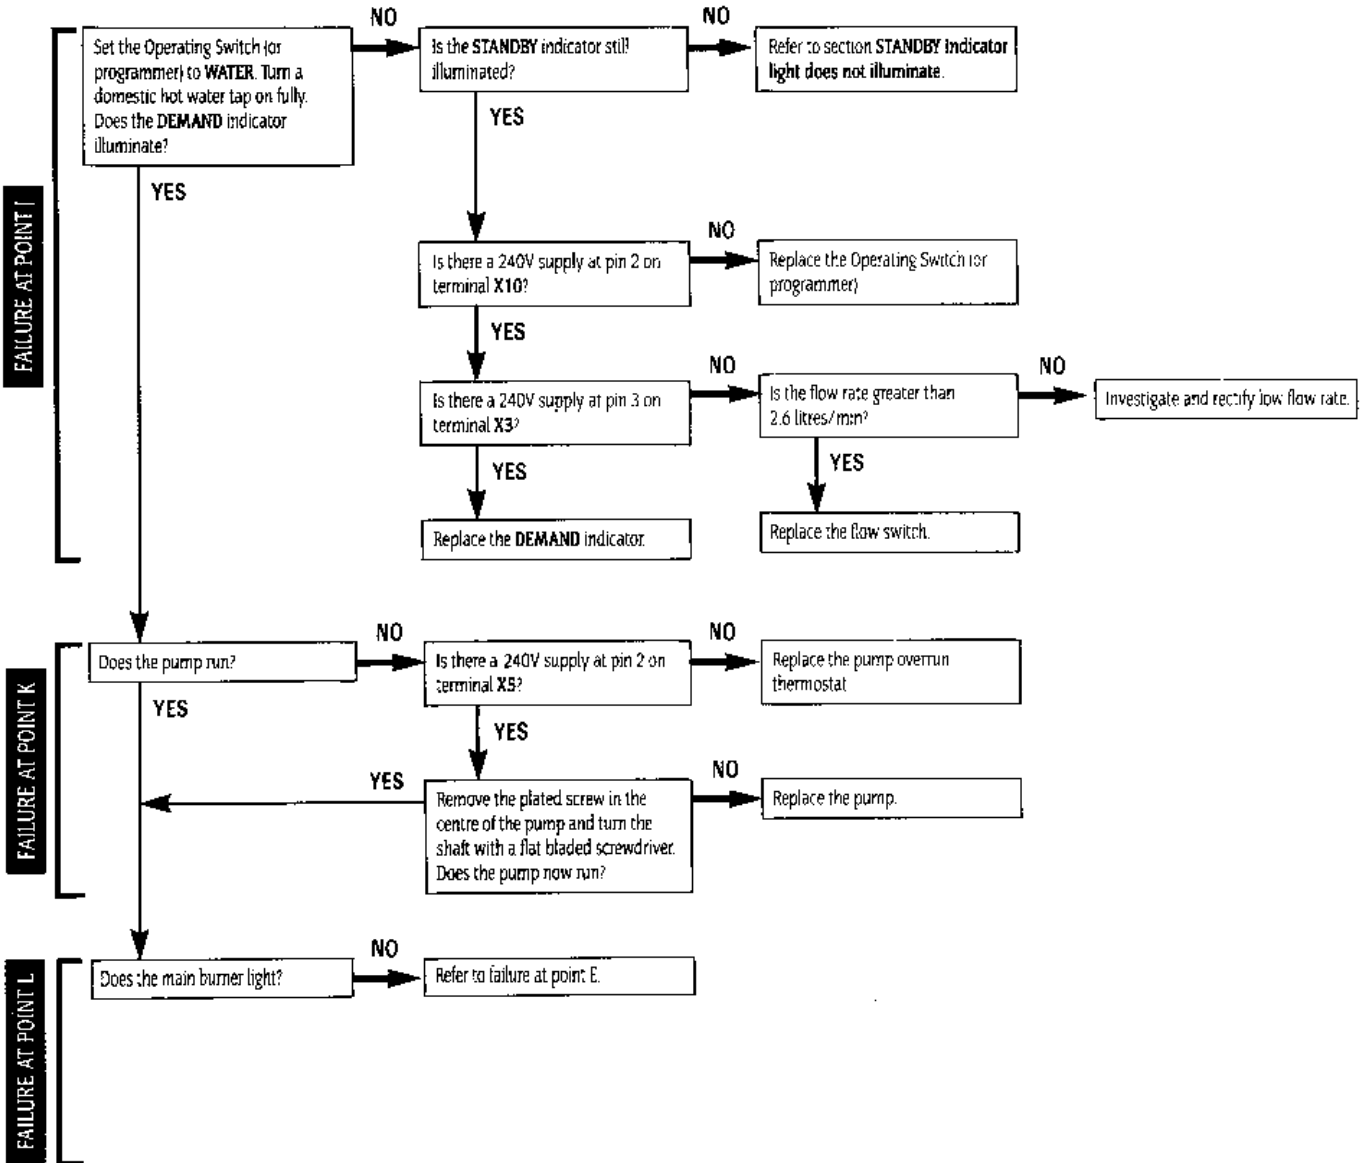 FAILURE AT POINT J
Set the Operating Switch (or
programmer) to WATER. Turn a
domestic hot water tap on fully.
Does the DEMAND indicator
illuminate?
NO
Is the STANDBY indicator still
illuminated?
NO
Refer to section STANDBY indicator
light does not illuminate.
YES
YES
Is there a 240V supply at pin 2 on
terminal X10?
NO
Replace the Operating Switch (or
programmer)
YES
Is there a 240V supply at pin 3 on
terminal X3?
NO
Is the flow rate greater than
2.6 litres/min?
NO
Investigate and rectify low flow rate.
YES
YES
Replace the DEMAND indicator.
Replace the flow switch.
FAILURE AT POINT K
Does the pump run?
NO
Is there a 240V supply at pin 2 on
terminal X5?
NO
Replace the pump overrun
thermostat
YES
YES
YES
Remove the plated screw in the
centre of the pump and turn the
shaft with a flat bladed screwdriver.
Does the pump now run?
NO
Replace the pump.
FAILURE AT POINT L
Does the main burner light?
NO
Refer to failure at point E.